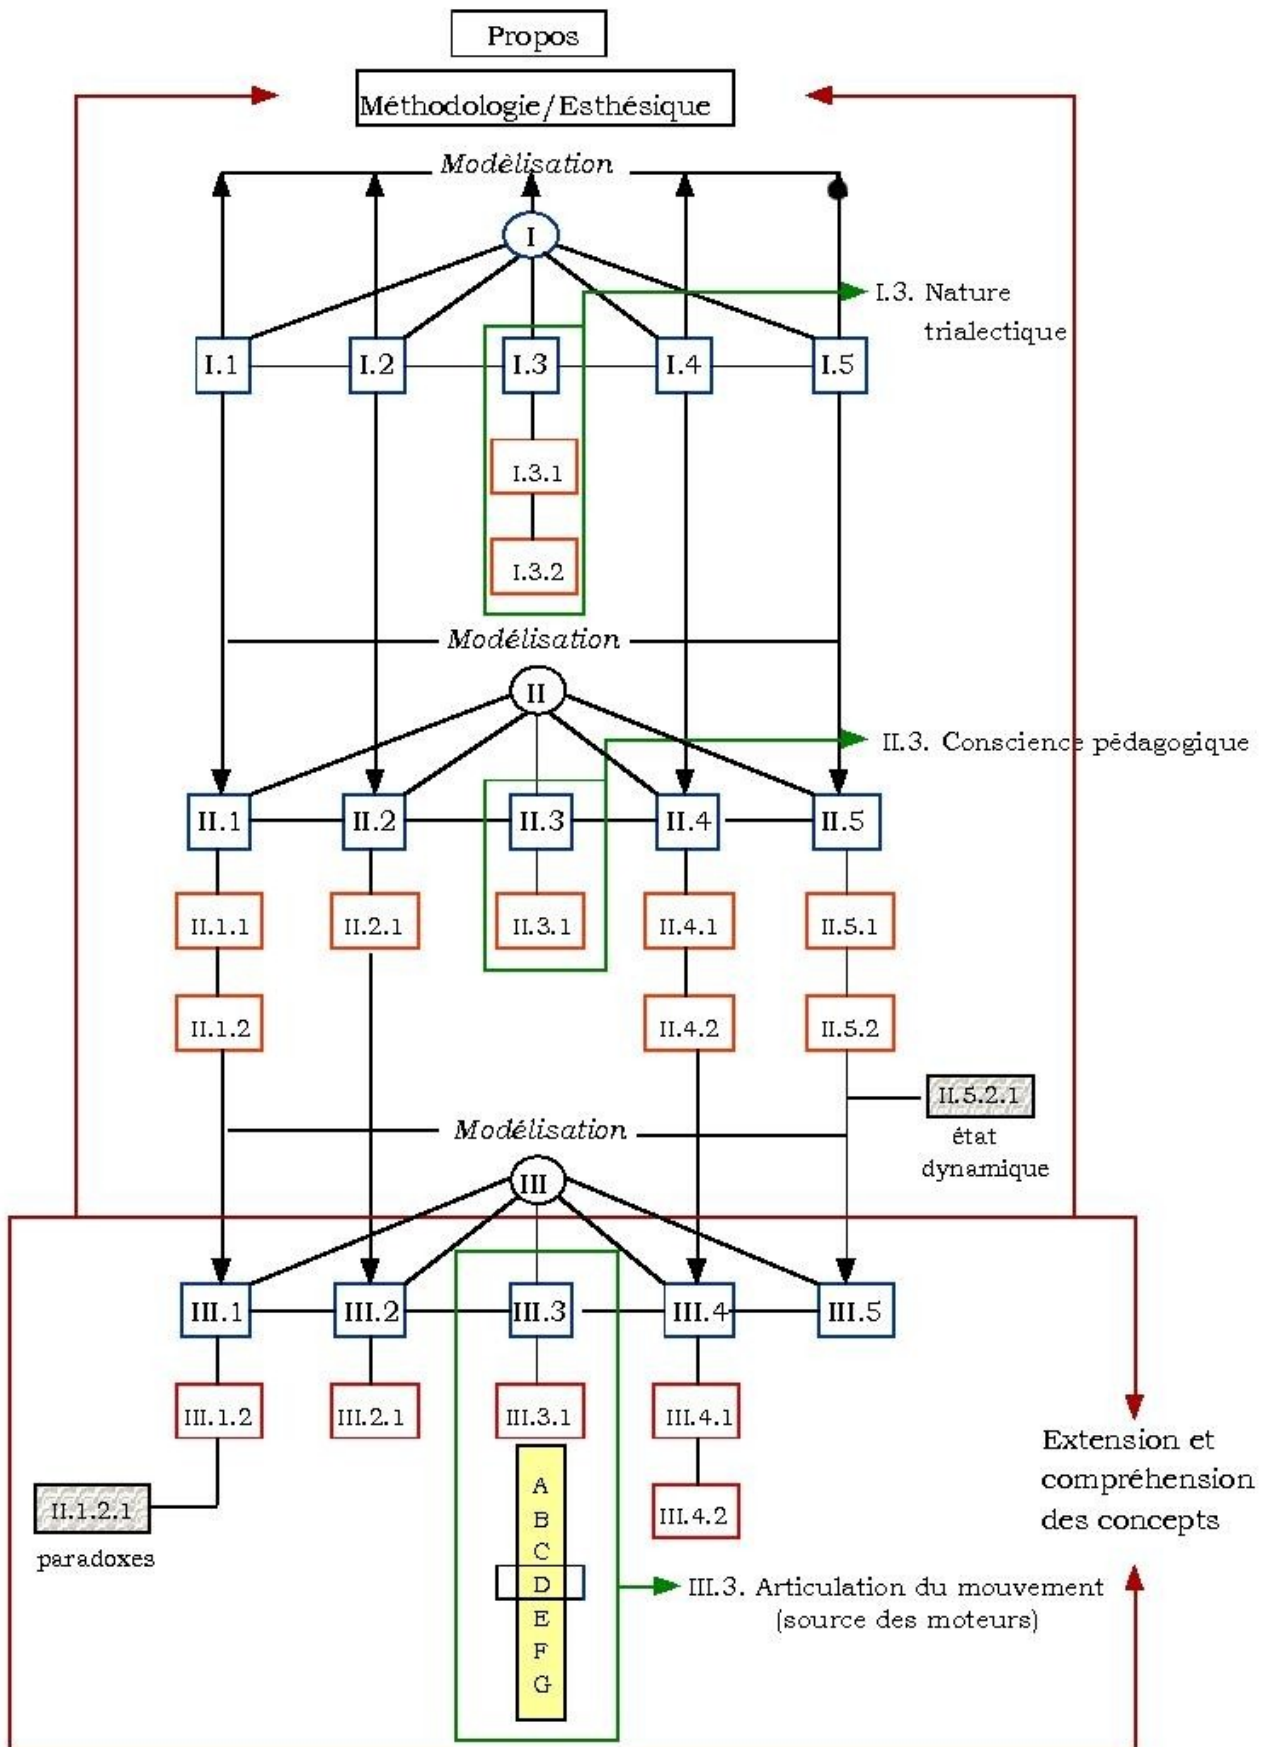 Propos
Méthodologie/Esthésique
Modèlisation
I
I.3. Nature
trialectique
I.1
I.2
I.3
I.4
I.5
I.3.1
I.3.2
Modélisation
II
II.3. Conscience pédagogique
II.1
II.2
II.3
II.4
II.5
II.1.1
II.2.1
II.3.1
II.4.1
II.5.1
II.1.2
II.4.2
II.5.2
II.5.2.1
état
dynamique
Modélisation
III
III.1
III.2
III.3
III.4
III.5
III.1.2
III.2.1
III.3.1
III.4.1
Extension et
compréhension
des concepts
II.1.2.1
paradoxes
III.4.2
A
B
C
D
E
F
G
III.3. Articulation du mouvement
(source des moteurs)